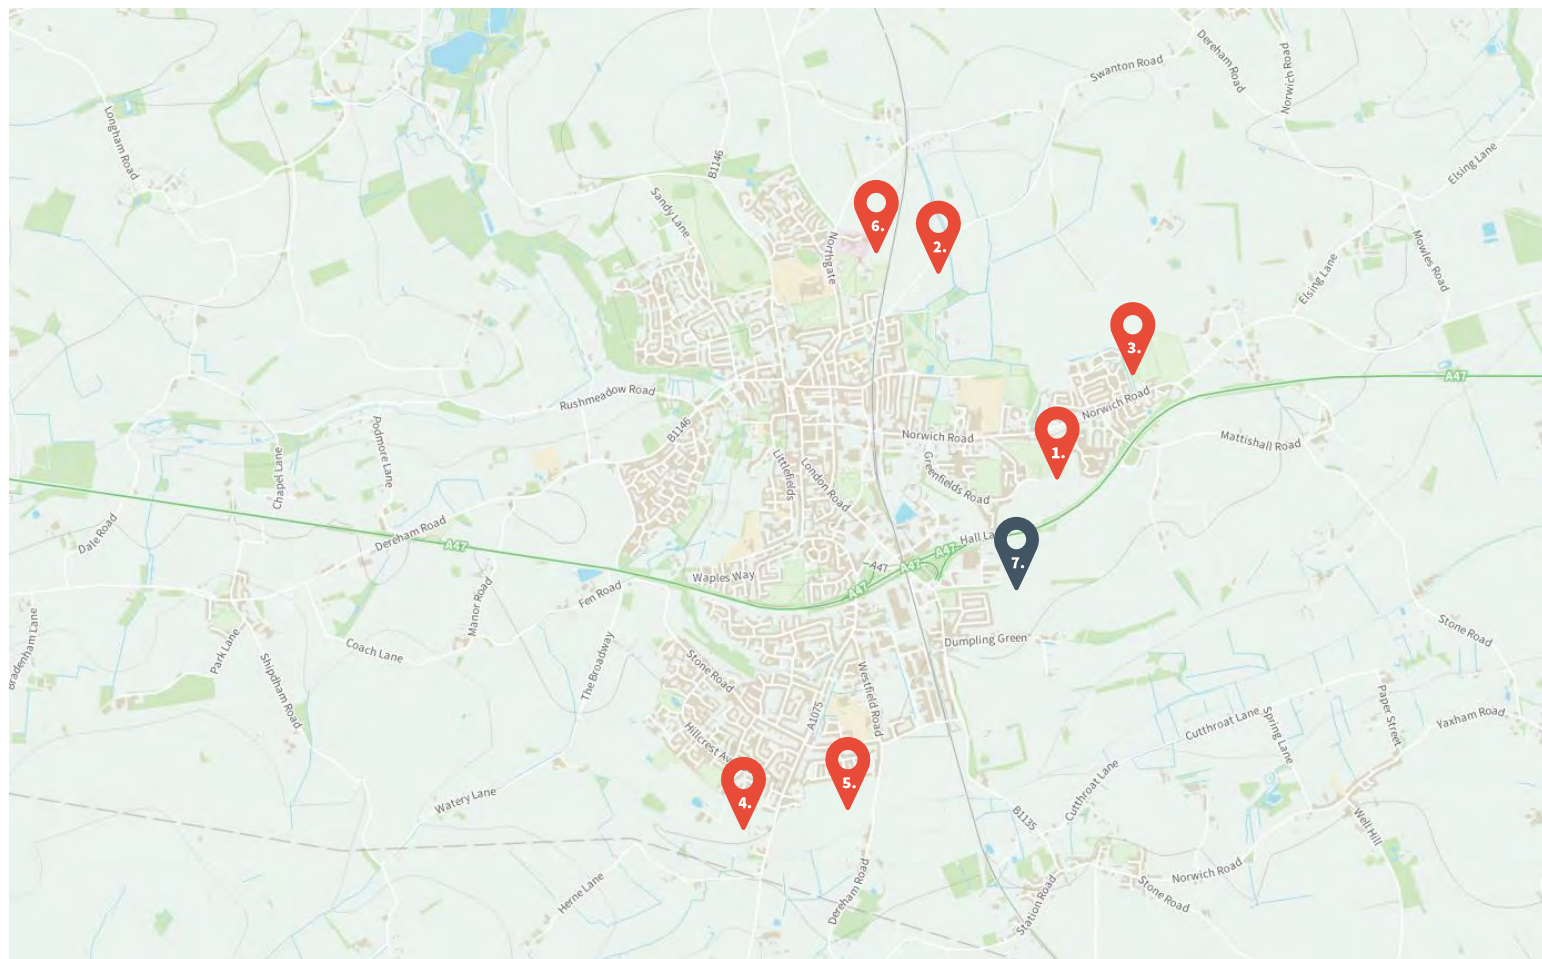 Swanton Road
Dereham Road
Norwich Road
Longham Road
B1146
Elsing Lane
Sandy Lane
6.
2.
Northgate
Mowles Road
Elsing Lane
3.
A47
Rushmeadow Road
Norwich Road
B1146
Podmore Lane
Norwich Road
1.
Mattishall Road
Chapel Lane
Littlefields
London Road
Greenfields Road
Dale Road
Dereham Road
A47
Hall La
7.
A47
A47
A47
A47
Waples Way
Fen Road
Manor Road
Bradenham Lane
Park Lane
Coach Lane
Dumpling Green
Stone Road
Shipdham Road
The Broadway
Stone Road
Westfield Road
A1075
Hillcrest Av
Cutthroat Lane
Spring Lane
Paper Street
Yaxham Road
4.
5.
Watery Lane
Cutthroat Lane
B1135
Well Hill
Herne Lane
Dereham Road
Station Road
Norwich Road
Stone Road